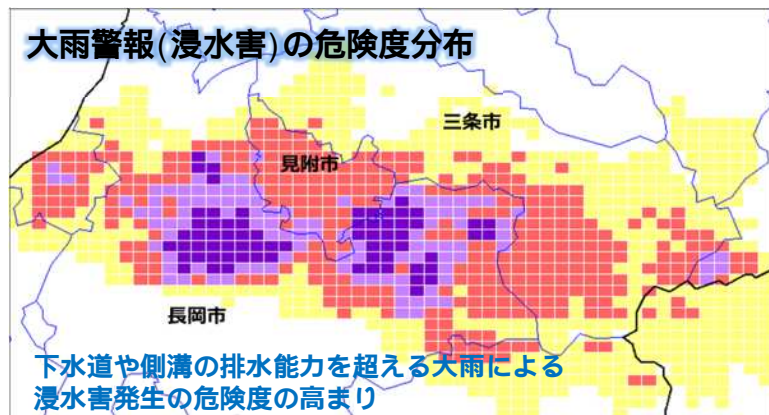 大雨警報(浸水害)の危険度分布
三条市
見附市
長岡市
下水道や側溝の排水能力を超える大雨による
浸水害発生の危険度の高まり